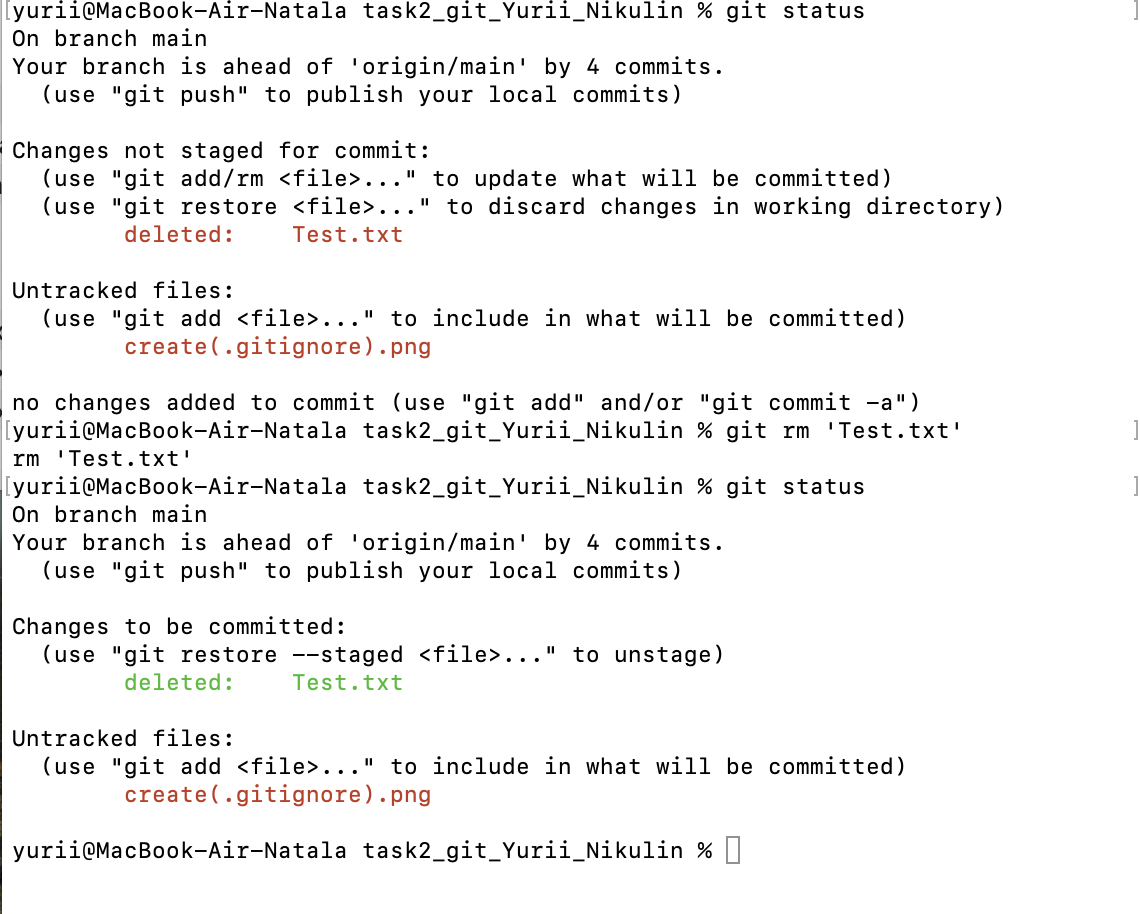 [yurii@MacBook-Air-Natala task2_git_Yurii_Nikulin % git status ]
On branch main
Your branch is ahead of 'origin/main' by 4 commits.
  (use "git push" to publish your local commits)

Changes not staged for commit:
  (use "git add/rm <file>..." to update what will be committed)
  (use "git restore <file>..." to discard changes in working directory)
        deleted:    Test.txt

Untracked files:
  (use "git add <file>..." to include in what will be committed)
        create(.gitignore).png

no changes added to commit (use "git add" and/or "git commit -a")
[yurii@MacBook-Air-Natala task2_git_Yurii_Nikulin % git rm 'Test.txt' ]
rm 'Test.txt'
[yurii@MacBook-Air-Natala task2_git_Yurii_Nikulin % git status ]
On branch main
Your branch is ahead of 'origin/main' by 4 commits.
  (use "git push" to publish your local commits)

Changes to be committed:
  (use "git restore --staged <file>..." to unstage)
        deleted:    Test.txt

Untracked files:
  (use "git add <file>..." to include in what will be committed)
        create(.gitignore).png

yurii@MacBook-Air-Natala task2_git_Yurii_Nikulin %